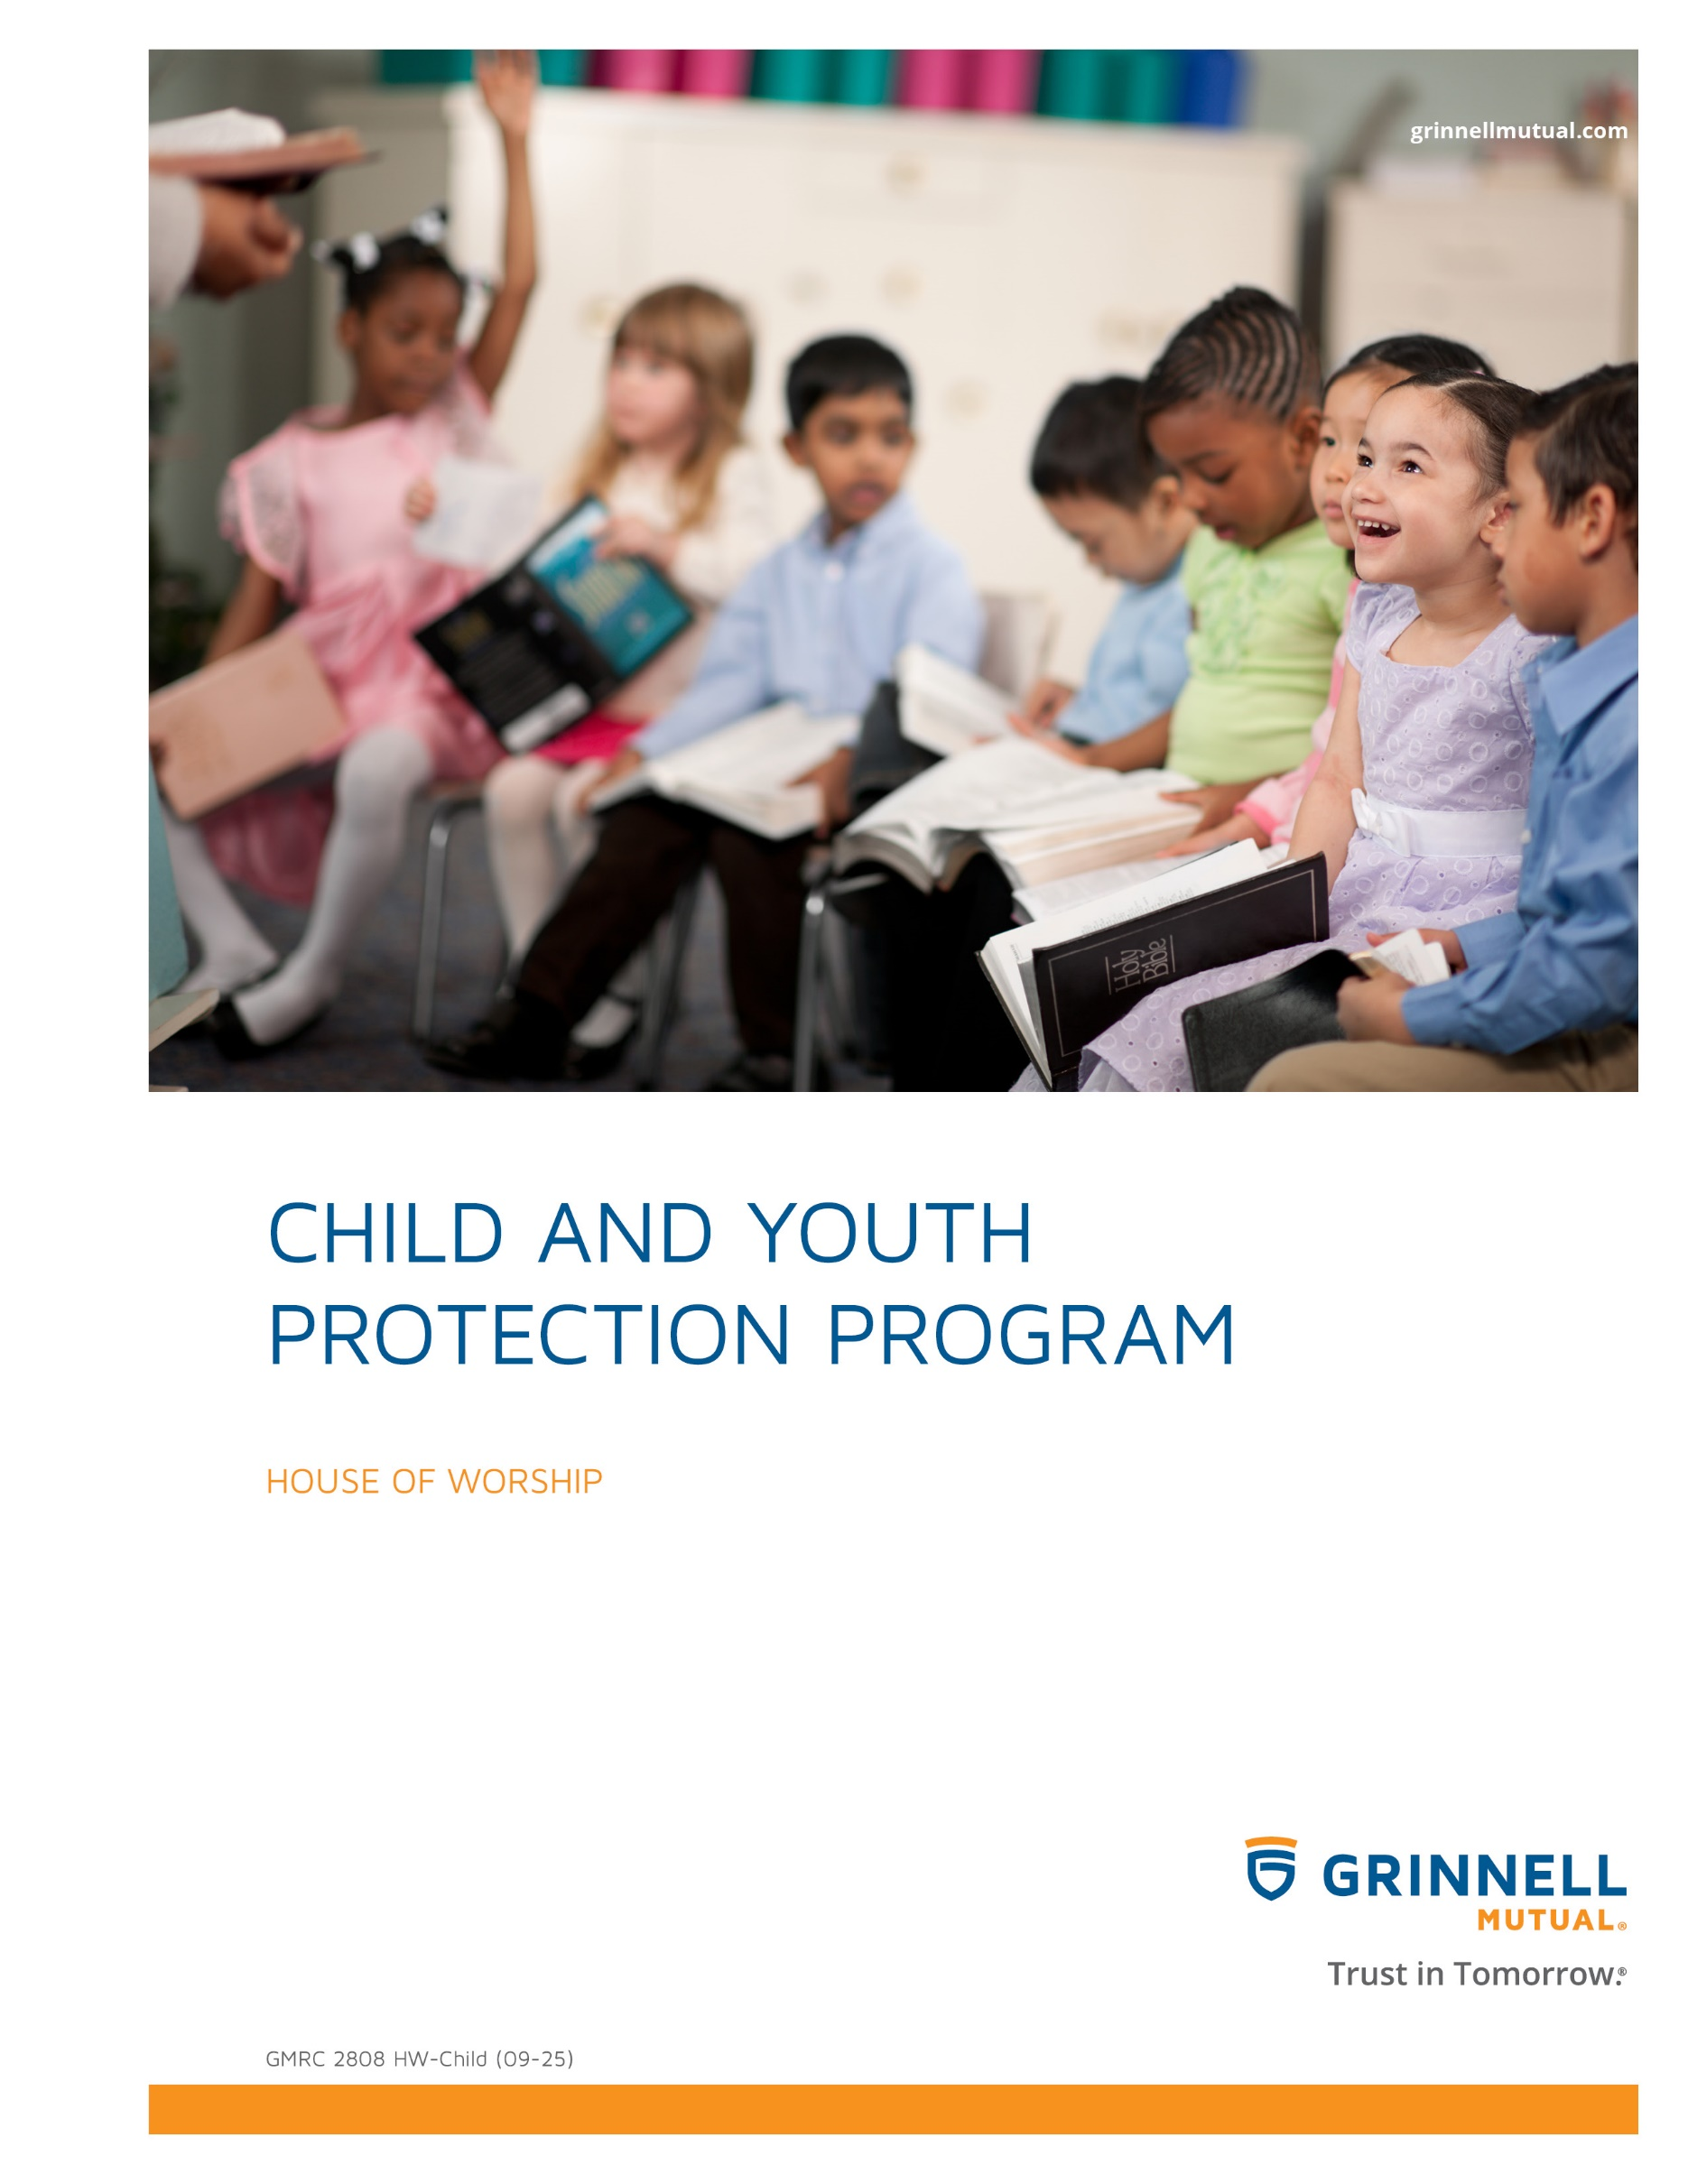 grinnellmutual.com
Holy
Bible
CHILD AND YOUTH
PROTECTION PROGRAM
HOUSE OF WORSHIP
GRINNELL
MUTUAL®
Trust in Tomorrow.®
GMRC 2808 HW-Child (09-25)